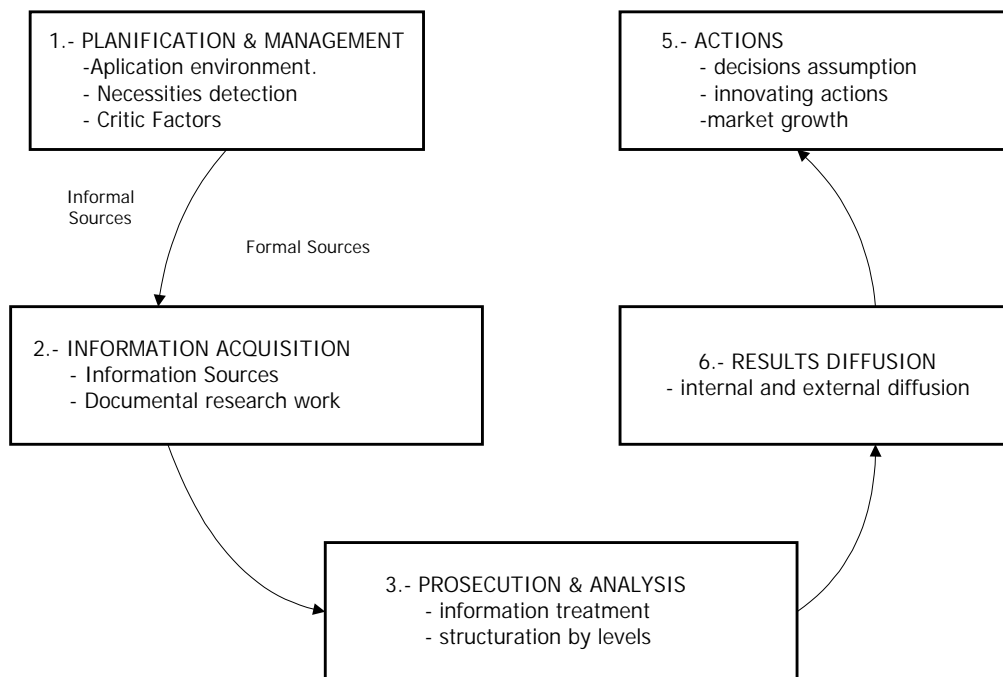 1.- PLANIFICATION & MANAGEMENT
-Aplication environment.
- Necessities detection
- Critic Factors
Informal
Sources
Formal Sources
2.- INFORMATION ACQUISITION
- Information Sources
- Documental research work
3.- PROSECUTION & ANALYSIS
- information treatment
- structuration by levels
6.- RESULTS DIFFUSION
- internal and external diffusion
5.- ACTIONS
- decisions assumption
- innovating actions
-market growth